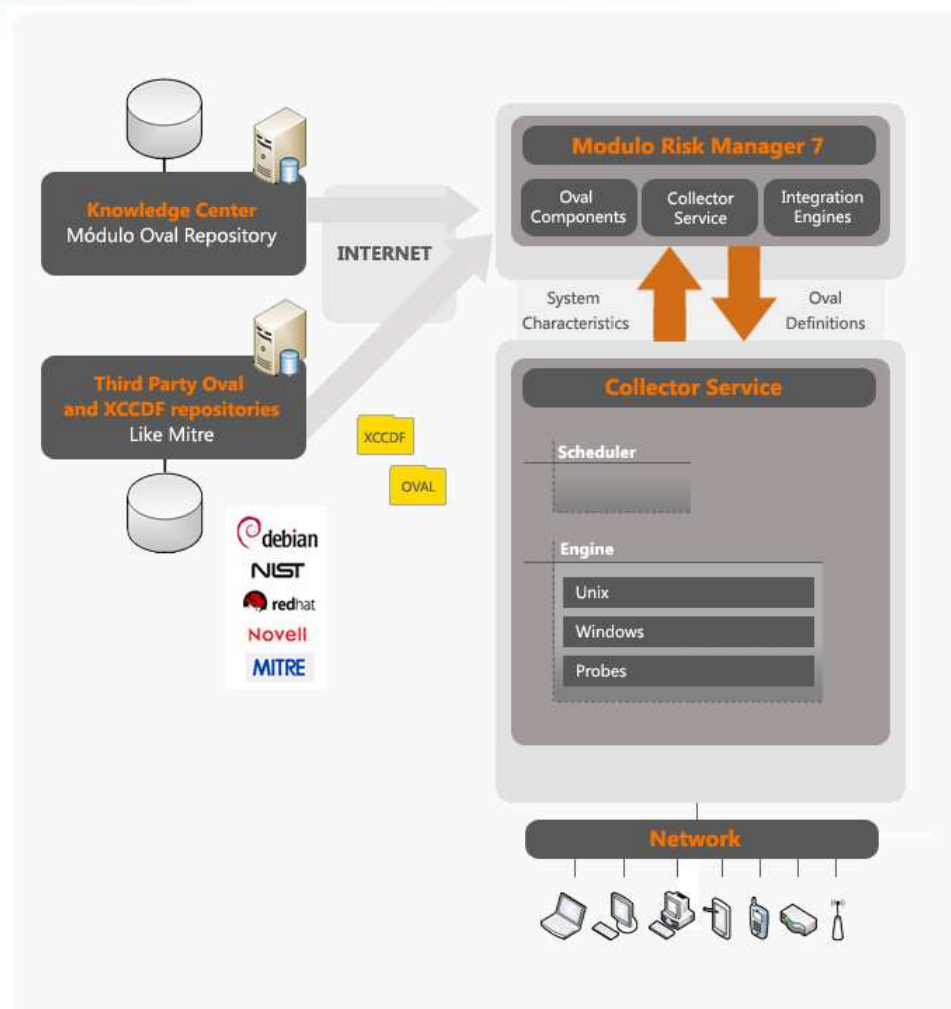 Knowledge Center
Módulo Oval Repository
INTERNET
Third Party Oval
and XCCDF repositories
Like Mitre
XCCDF
OVAL
debian
NIST
redhat
Novell
MITRE
Modulo Risk Manager 7
Oval
Components
Collector
Service
Integration
Engines
System
Characteristics
Oval
Definitions
Collector Service
Scheduler
Engine
Unix
Windows
Probes
Network